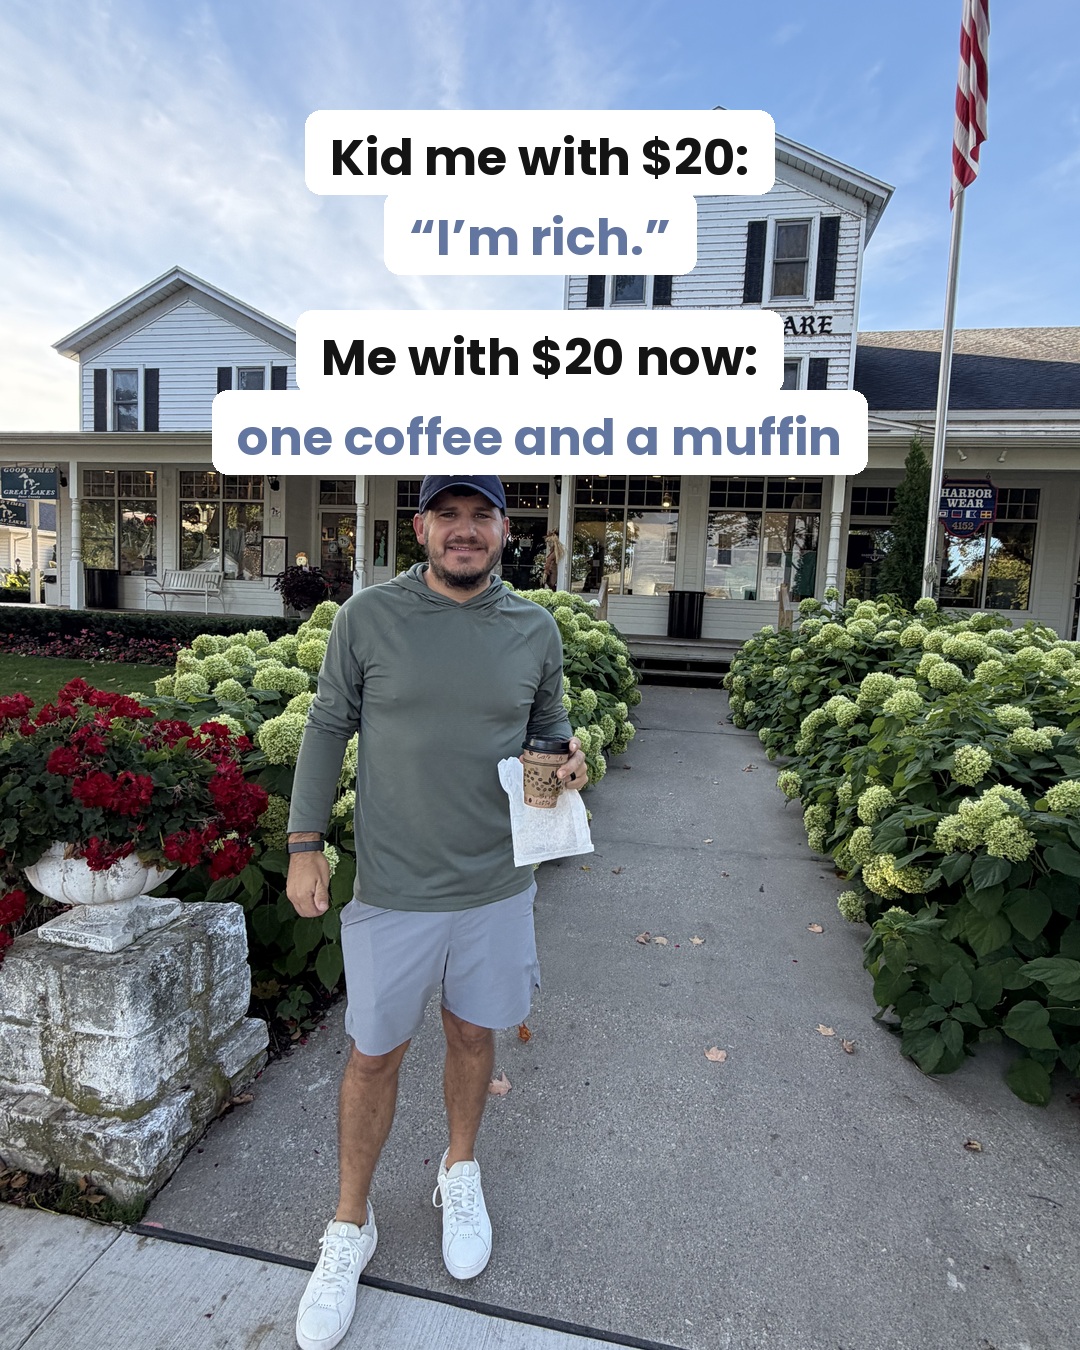 Kid me with $20:
“I’m rich.”
ARE
Me with $20 now:
one coffee and a muffin
GOOD TIMES
GREAT LAKES
HARBOR
WEAR
4152